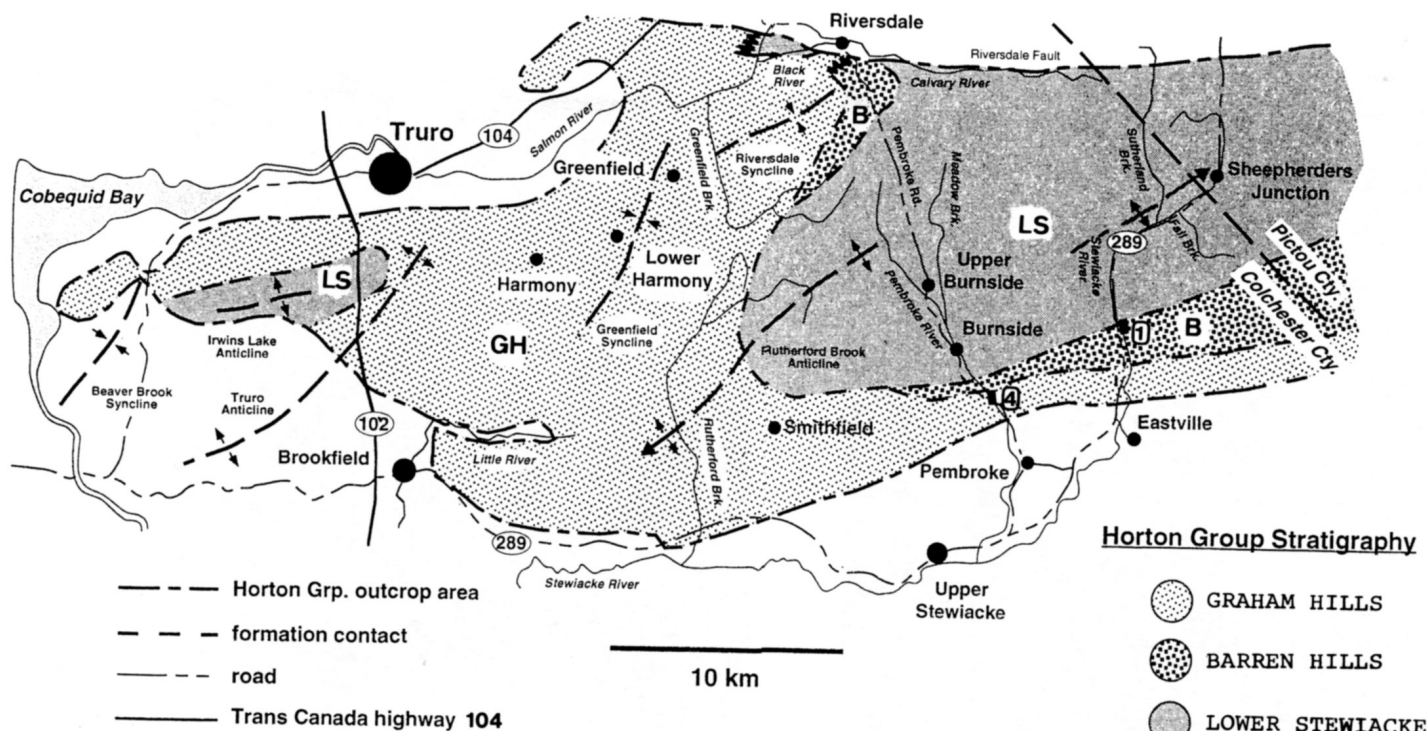 Riversdale
Riversdale Fault
Black
River
Calvary River
Truro
104
Salmon River
B
Greenfield
Greenfield Brk.
Riversdale
Syncline
Pembroke Rd.
Meadow Brk.
Sutherland
Brk.
Sheepherders
Junction
Cobequid Bay
LS
LS
289
Fall Brk.
Stewiacke
River
Harmony
Lower
Harmony
Upper
Burnside
Pembroke River
Pictou Cty.
Colchester Cty
Irwins Lake
Anticline
GH
Greenfield
Syncline
Rutherford Brook
Anticline
Burnside
1
B
Beaver Brook
Syncline
Truro
Anticline
102
4
Smithfield
Eastville
Brookfield
Little River
Rutherford Brk.
Pembroke
289
Stewiacke River
Upper
Stewiacke
Horton Grp. outcrop area
formation contact
road
Trans Canada highway 104
10 km
Horton Group Stratigraphy
GRAHAM HILLS
BARREN HILLS
LOWER STEWIACKE